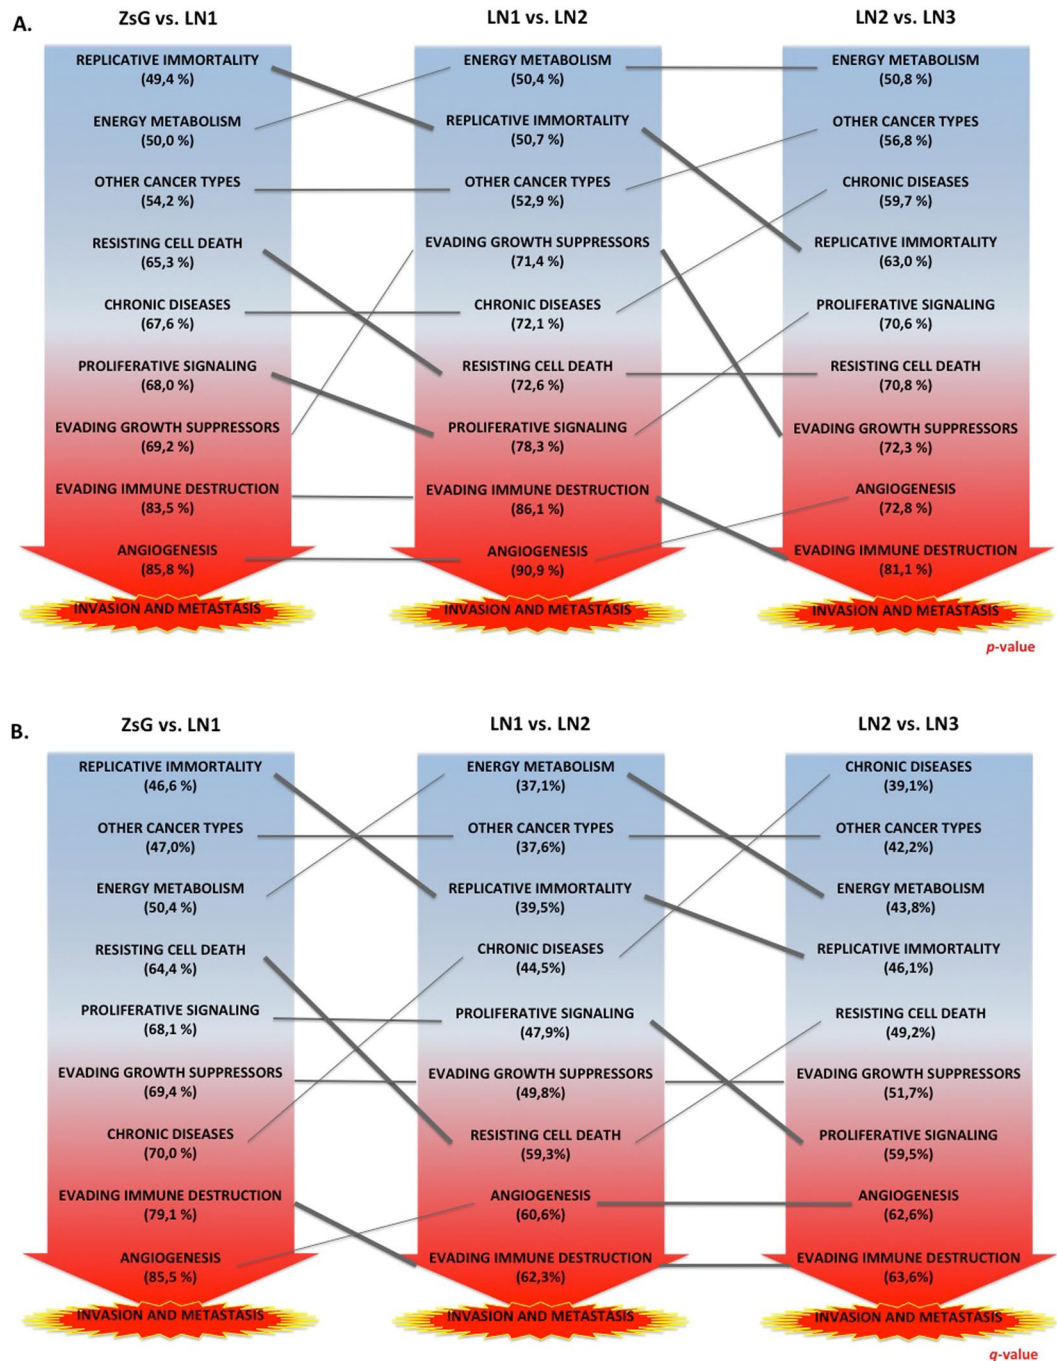 A.
ZsG vs. LN1
LN1 vs. LN2
LN2 vs. LN3
REPLICATIVE IMMORTALITY
(49,4 %)
ENERGY METABOLISM
(50,0 %)
OTHER CANCER TYPES
(54,2 %)
RESISTING CELL DEATH
(65,3 %)
CHRONIC DISEASES
(67,6 %)
PROLIFERATIVE SIGNALING
(68,0 %)
EVADING GROWTH SUPPRESSORS
(69,2 %)
EVADING IMMUNE DESTRUCTION
(83,5 %)
ANGIOGENESIS
(85,8 %)
INVASION AND METASTASIS
ENERGY METABOLISM
(50,4 %)
REPLICATIVE IMMORTALITY
(50,7 %)
OTHER CANCER TYPES
(52,9 %)
EVADING GROWTH SUPPRESSORS
(71,4 %)
CHRONIC DISEASES
(72,1 %)
RESISTING CELL DEATH
(72,6 %)
PROLIFERATIVE SIGNALING
(78,3 %)
EVADING IMMUNE DESTRUCTION
(86,1 %)
ANGIOGENESIS
(90,9 %)
INVASION AND METASTASIS
ENERGY METABOLISM
(50,8 %)
OTHER CANCER TYPES
(56,8 %)
CHRONIC DISEASES
(59,7 %)
REPLICATIVE IMMORTALITY
(63,0 %)
PROLIFERATIVE SIGNALING
(70,6 %)
RESISTING CELL DEATH
(70,8 %)
EVADING GROWTH SUPPRESSORS
(72,3 %)
ANGIOGENESIS
(72,8 %)
EVADING IMMUNE DESTRUCTION
(81,1 %)
INVASION AND METASTASIS
p-value
B.
ZsG vs. LN1
LN1 vs. LN2
LN2 vs. LN3
REPLICATIVE IMMORTALITY
(46,6 %)
OTHER CANCER TYPES
(47,0%)
ENERGY METABOLISM
(50,4 %)
RESISTING CELL DEATH
(64,4 %)
PROLIFERATIVE SIGNALING
(68,1 %)
EVADING GROWTH SUPPRESSORS
(69,4 %)
CHRONIC DISEASES
(70,0 %)
EVADING IMMUNE DESTRUCTION
(79,1 %)
ANGIOGENESIS
(85,5 %)
INVASION AND METASTASIS
ENERGY METABOLISM
(37,1%)
OTHER CANCER TYPES
(37,6%)
REPLICATIVE IMMORTALITY
(39,5%)
CHRONIC DISEASES
(44,5%)
PROLIFERATIVE SIGNALING
(47,9%)
EVADING GROWTH SUPPRESSORS
(49,8%)
RESISTING CELL DEATH
(59,3%)
ANGIOGENESIS
(60,6%)
EVADING IMMUNE DESTRUCTION
(62,3%)
INVASION AND METASTASIS
CHRONIC DISEASES
(39,1%)
OTHER CANCER TYPES
(42,2%)
ENERGY METABOLISM
(43,8%)
REPLICATIVE IMMORTALITY
(46,1%)
RESISTING CELL DEATH
(49,2%)
EVADING GROWTH SUPPRESSORS
(51,7%)
PROLIFERATIVE SIGNALING
(59,5%)
ANGIOGENESIS
(62,6%)
EVADING IMMUNE DESTRUCTION
(63,6%)
INVASION AND METASTASIS
q-value